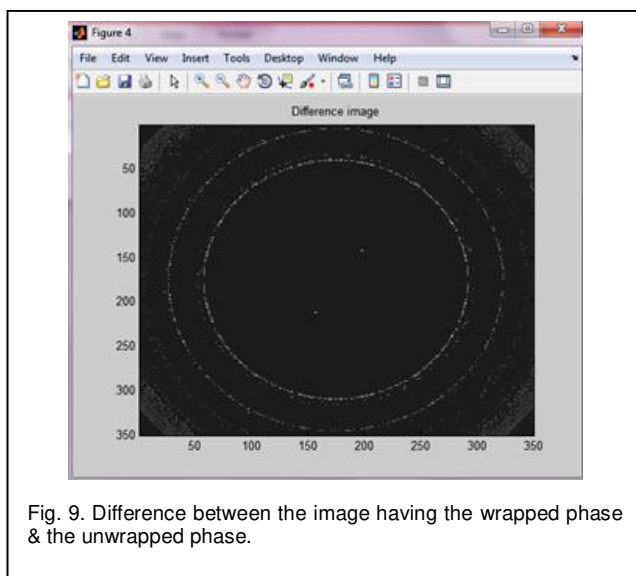 Figure 4
File Edit View Insert Tools Desktop Window Help
Difference image
50
100
150
200
250
300
350
50 100 150 200 250 300 350
Fig. 9. Difference between the image having the wrapped phase
& the unwrapped phase.